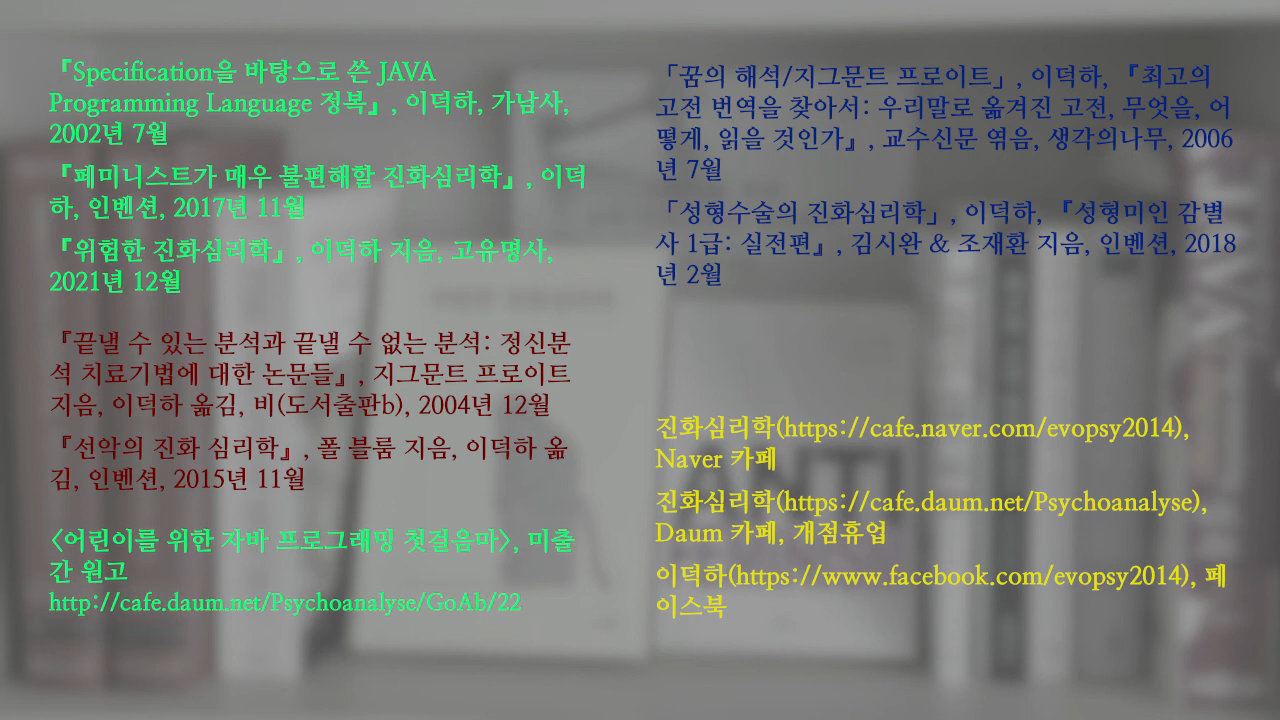 『Specification을 바탕으로 쓴 JAVA
Programming Language 정복』, 이덕하, 가남사,
2002년 7월
『페미니스트가 매우 불편해할 진화심리학』, 이덕
하, 인벤션, 2017년 11월
『위험한 진화심리학』, 이덕하 지음, 고유명사,
2021년 12월
『끝낼 수 있는 분석과 끝낼 수 없는 분석: 정신분
석 치료기법에 대한 논문들』, 지그문트 프로이트
지음, 이덕하 옮김, 비(도서출판b), 2004년 12월
『선악의 진화 심리학』, 폴 블룸 지음, 이덕하 옮
김, 인벤션, 2015년 11월
<어린이를 위한 자바 프로그래밍 첫걸음마>, 미출
간 원고
http://cafe.daum.net/Psychoanalyse/GoAb/22
「꿈의 해석/지그문트 프로이트」, 이덕하, 『최고의
고전 번역을 찾아서: 우리말로 옮겨진 고전, 무엇을, 어
떻게, 읽을 것인가』, 교수신문 엮음, 생각의나무, 2006
년 7월
「성형수술의 진화심리학」, 이덕하, 『성형미인 감별
사 1급: 실전편』, 김시완 & 조재환 지음, 인벤션, 2018
년 2월
진화심리학(https://cafe.naver.com/evopsy2014),
Naver 카페
진화심리학(https://cafe.daum.net/Psychoanalyse),
Daum 카페, 개점휴업
이덕하(https://www.facebook.com/evopsy2014), 페
이스북